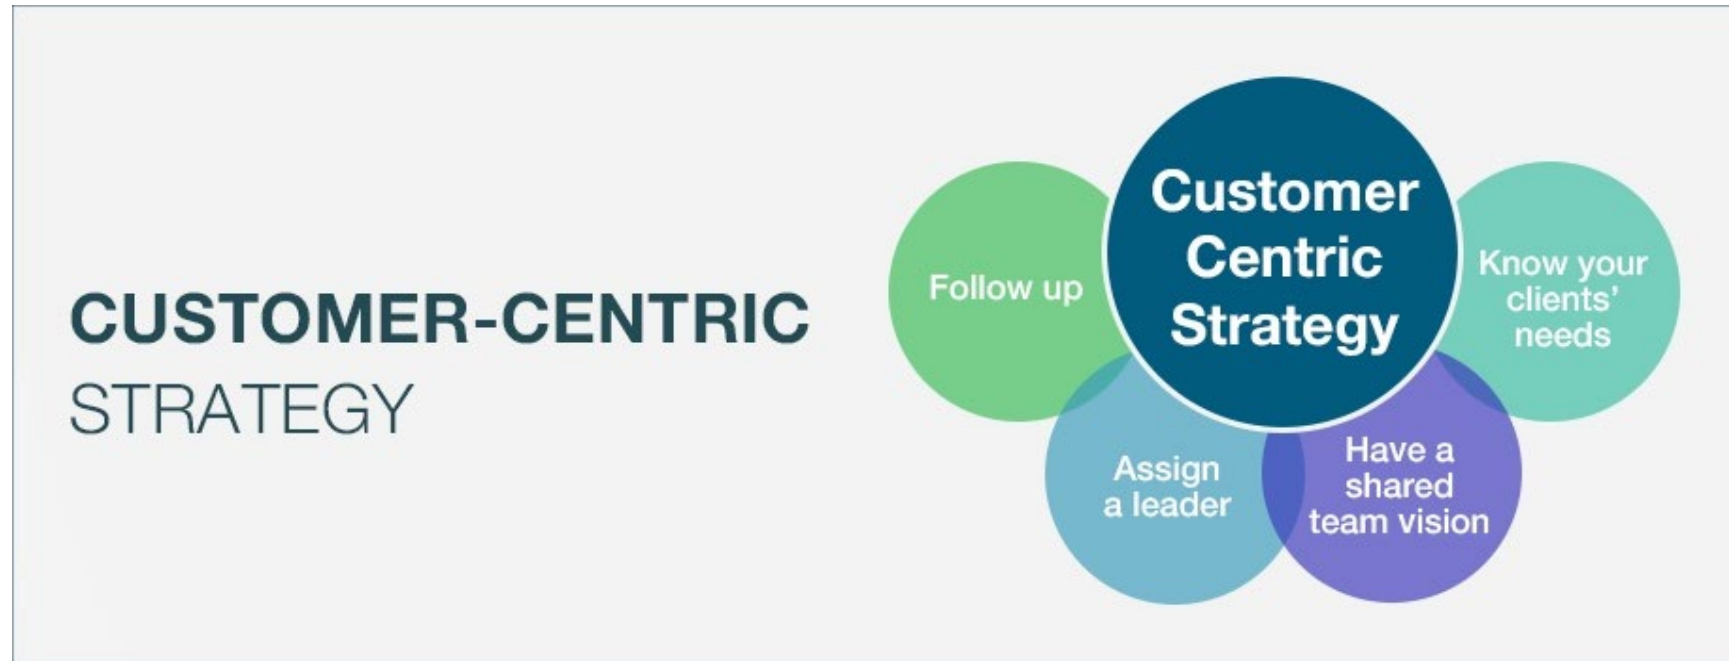 CUSTOMER-CENTRIC
STRATEGY
Customer
Centric
Strategy
Follow up
Know your
clients’
needs
Assign
a leader
Have a
shared
team vision